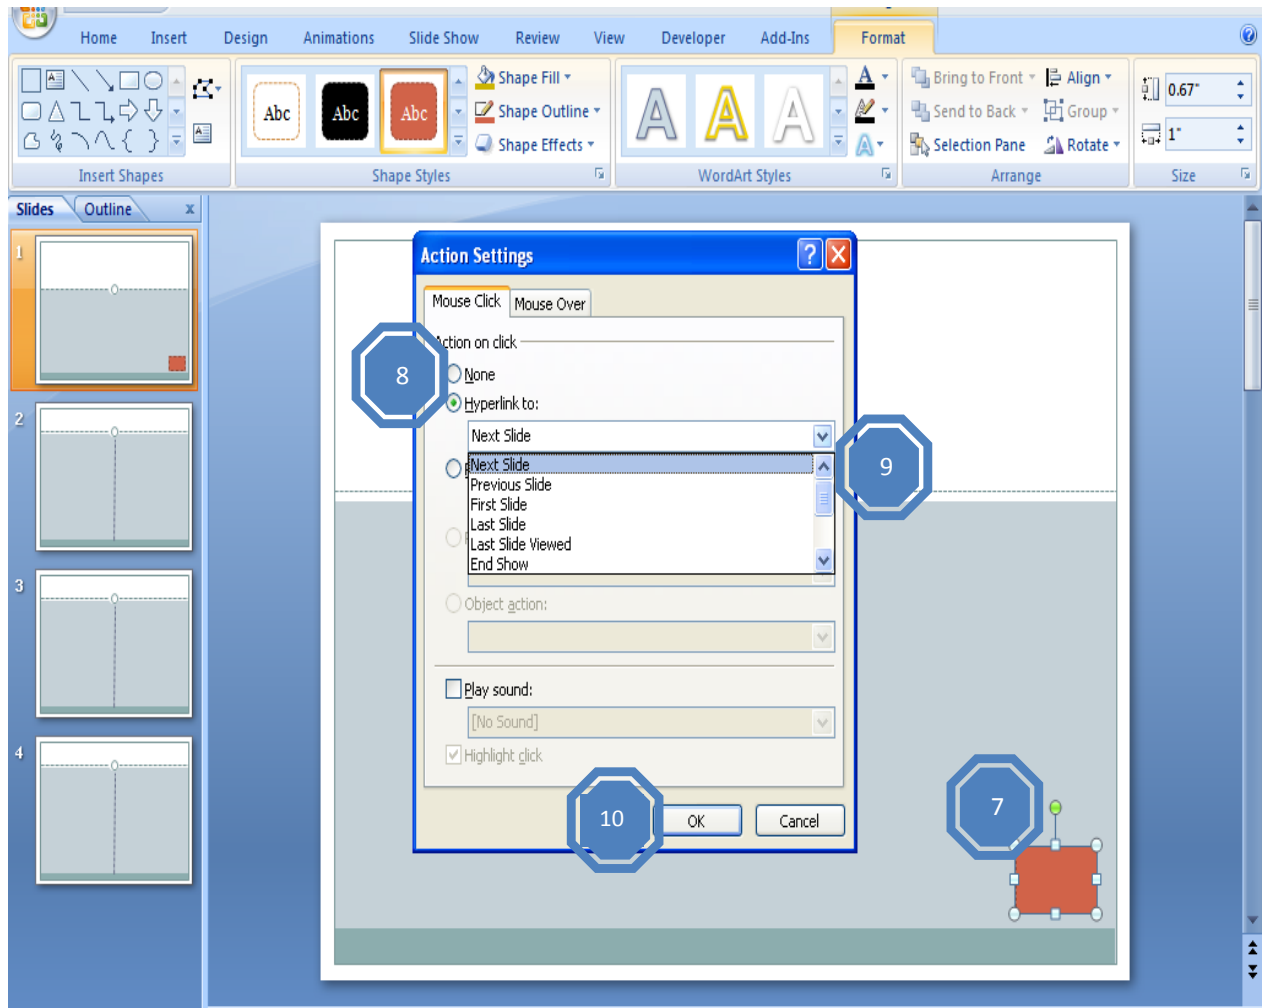 Home Insert Design Animations Slide Show Review View Developer Add-Ins Format
Abc Abc Abc
Shape Fill
Shape Outline
Shape Effects
A A A
A
A
Bring to Front
Send to Back
Selection Pane
Align
Group
Rotate
0.67"
1"
Insert Shapes Shape Styles WordArt Styles Arrange Size
Slides Outline x
1
2
3
4
Action Settings
Mouse Click Mouse Over
Action on click
8
None
Hyperlink to:
Next Slide
9
Next Slide
Previous Slide
First Slide
Last Slide
Last Slide Viewed
End Show
Object action:
Play sound:
[No Sound]
Highlight click
10
OK Cancel
7